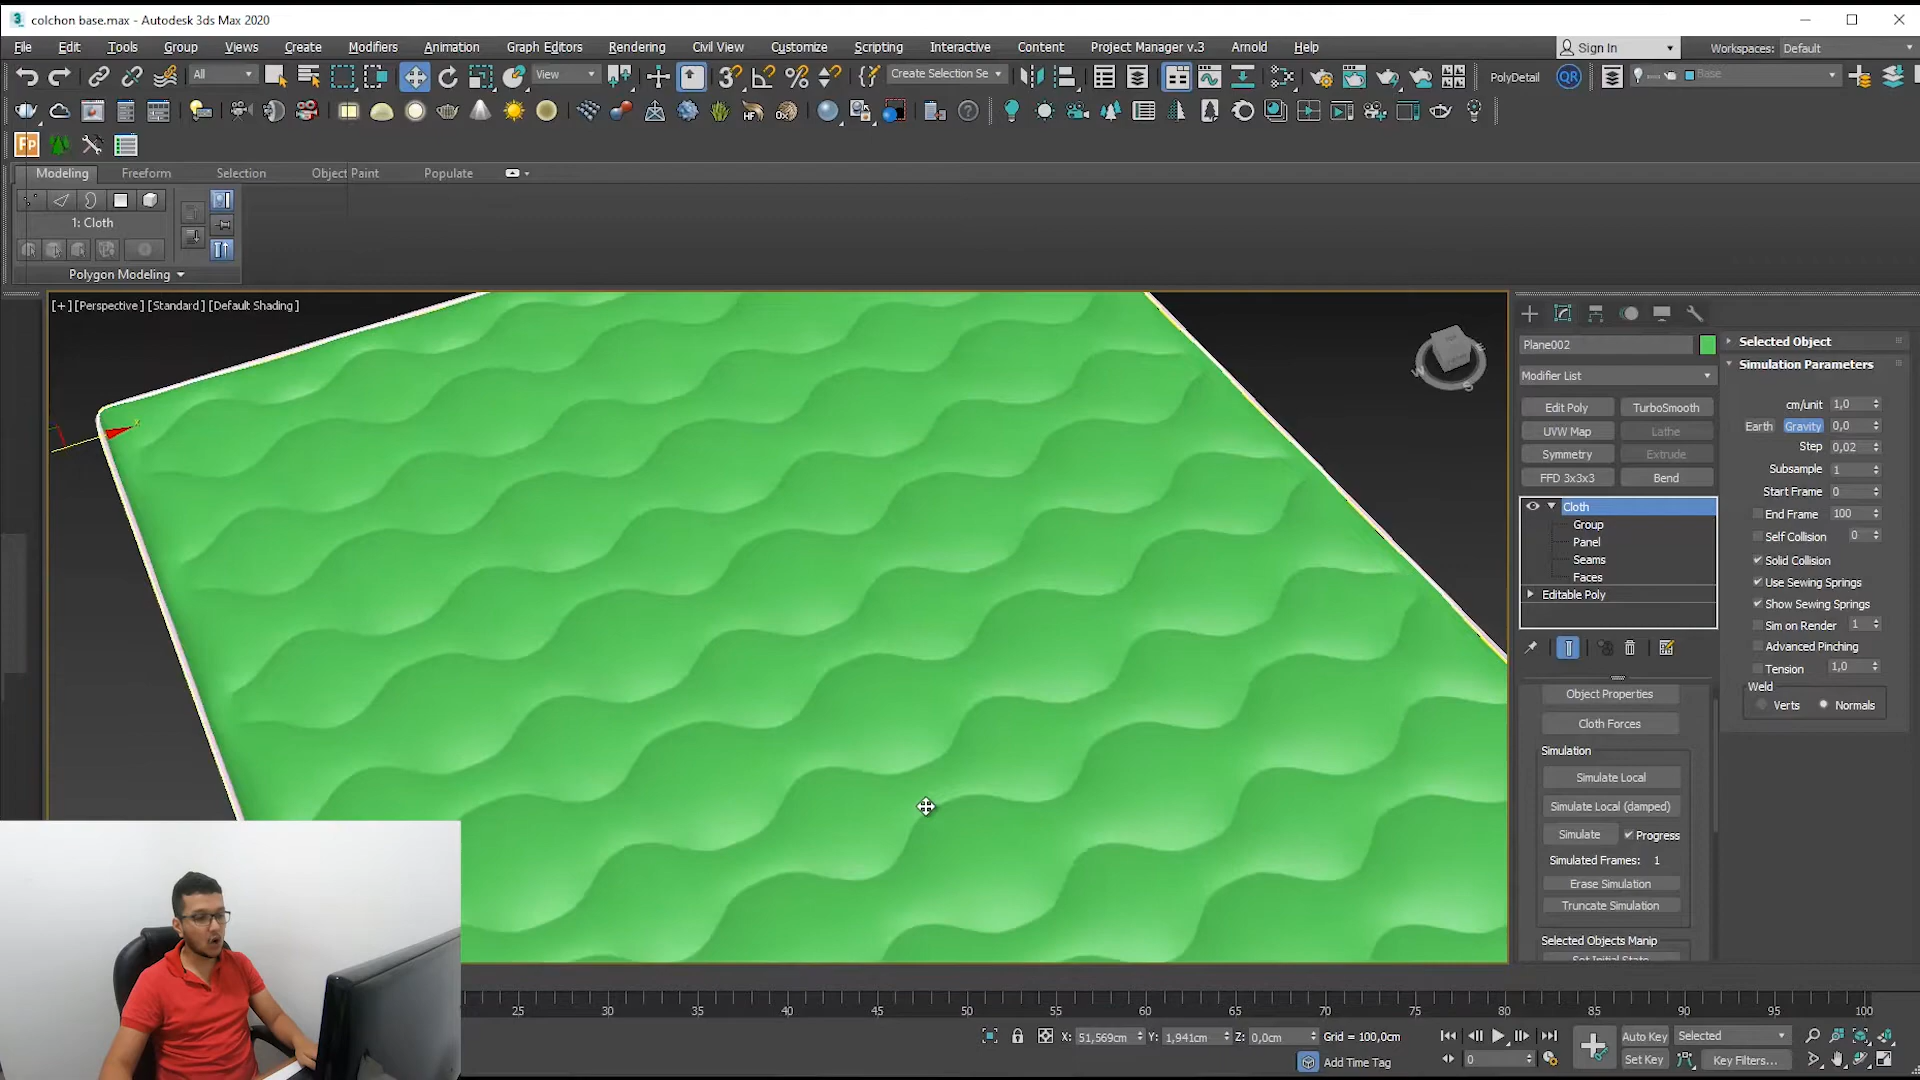 colchon base.max - Autodesk 3ds Max 2020
File Edit Tools Group Views Create Modifiers Animation Graph Editors Rendering Civil View Customize Scripting Interactive Content Project Manager v.3 Arnold Help Sign In Workspaces: Default
All View Create Selection Se PolyDetail QR Base
Fp
Modeling Freeform Selection Object Paint Populate
1: Cloth
Polygon Modeling
[+] [Perspective ] [Standard ] [Default Shading ]
Plane002
Modifier List
Edit Poly TurboSmooth
UVW Map Lathe
Symmetry Extrude
FFD 3x3x3 Bend
Cloth
Group
Panel
Seams
Faces
Editable Poly
Object Properties
Cloth Forces
Simulation
Simulate Local
Simulate Local (damped)
Simulate Progress
Simulated Frames: 1
Erase Simulation
Truncate Simulation
Selected Objects Manip
Set Initial State
Selected Object
Simulation Parameters
cm/unit 1,0
Earth Gravity 0,0
Step 0,02
Subsample 1
Start Frame 0
End Frame 100
Self Collision 0
Solid Collision
Use Sewing Springs
Show Sewing Springs
Sim on Render 1
Advanced Pinching
Tension 1,0
Weld
Verts Normals
25 30 35 40 45 50 55 60 65 70 75 80 85 90 95 100
X: 51,569cm Y: 1,941cm Z: 0,0cm Grid = 100,0cm
Add Time Tag
0
Auto Key Selected
Set Key Key Filters...